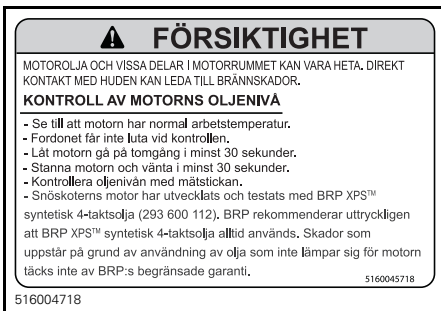 FÖRSIKTIGHET
MOTOROLJA OCH VISSA DELAR I MOTORRUMMET KAN VARA HETA. DIREKT
KONTAKT MED HUDEN KAN LEDA TILL BRÄNNSKADOR.
KONTROLL AV MOTORNS OLJENIVÅ
- Se till att motorn har normal arbetstemperatur.
- Fordonet får inte luta vid kontrollen.
- Låt motorn gå på tomgång i minst 30 sekunder.
- Stanna motorn och vänta i minst 30 sekunder.
- Kontrollera oljenivån med mätstickan.
- Snöskoterns motor har utvecklats och testats med BRP XPS™
syntetisk 4-taktsolja (293 600 112). BRP rekommenderar uttryckligen
att BRP XPS™ syntetisk 4-taktsolja alltid används. Skador som
uppstår på grund av användning av olja som inte lämpar sig för motorn
täcks inte av BRP:s begränsade garanti.
5160045718
516004718